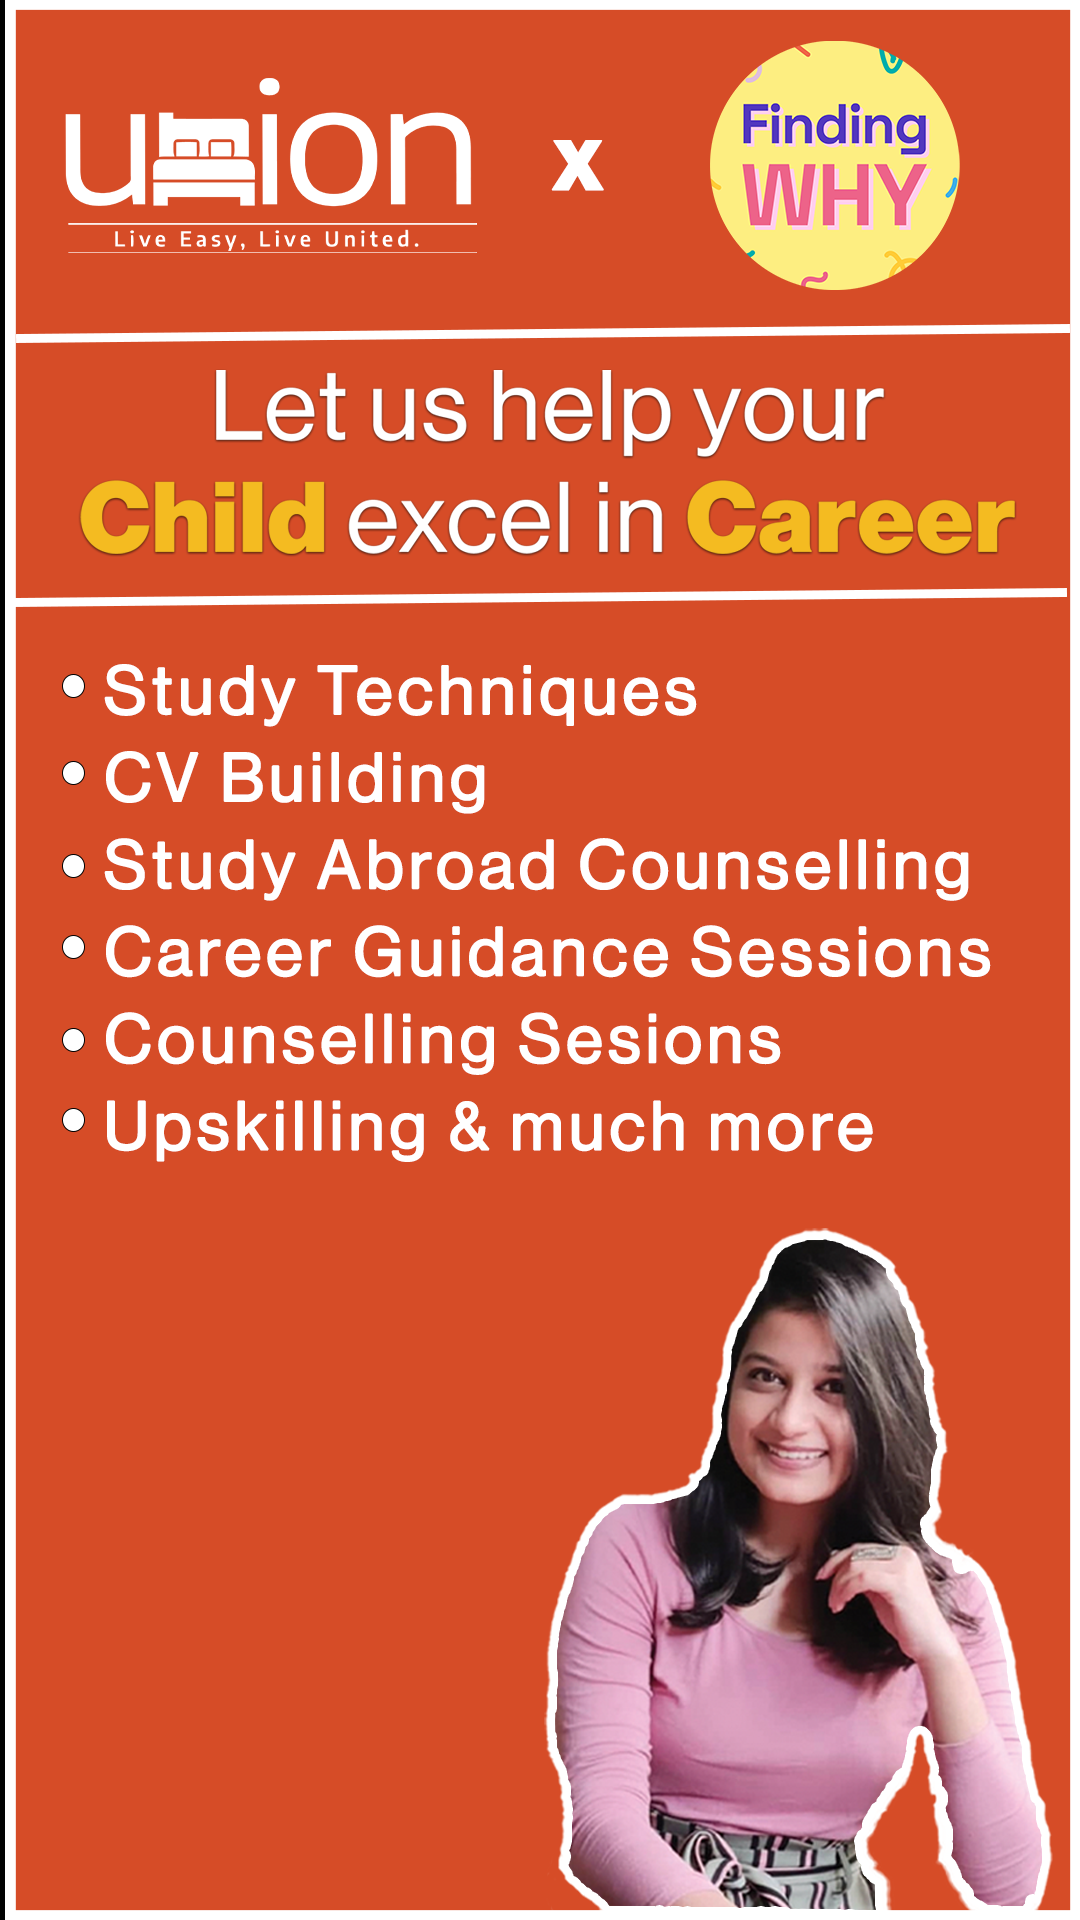 union
Live Easy, Live United.
x
Finding
WHY
Let us help your
Child excel in Career
Study Techniques
CV Building
Study Abroad Counselling
Career Guidance Sessions
Counselling Sesions
Upskilling & much more